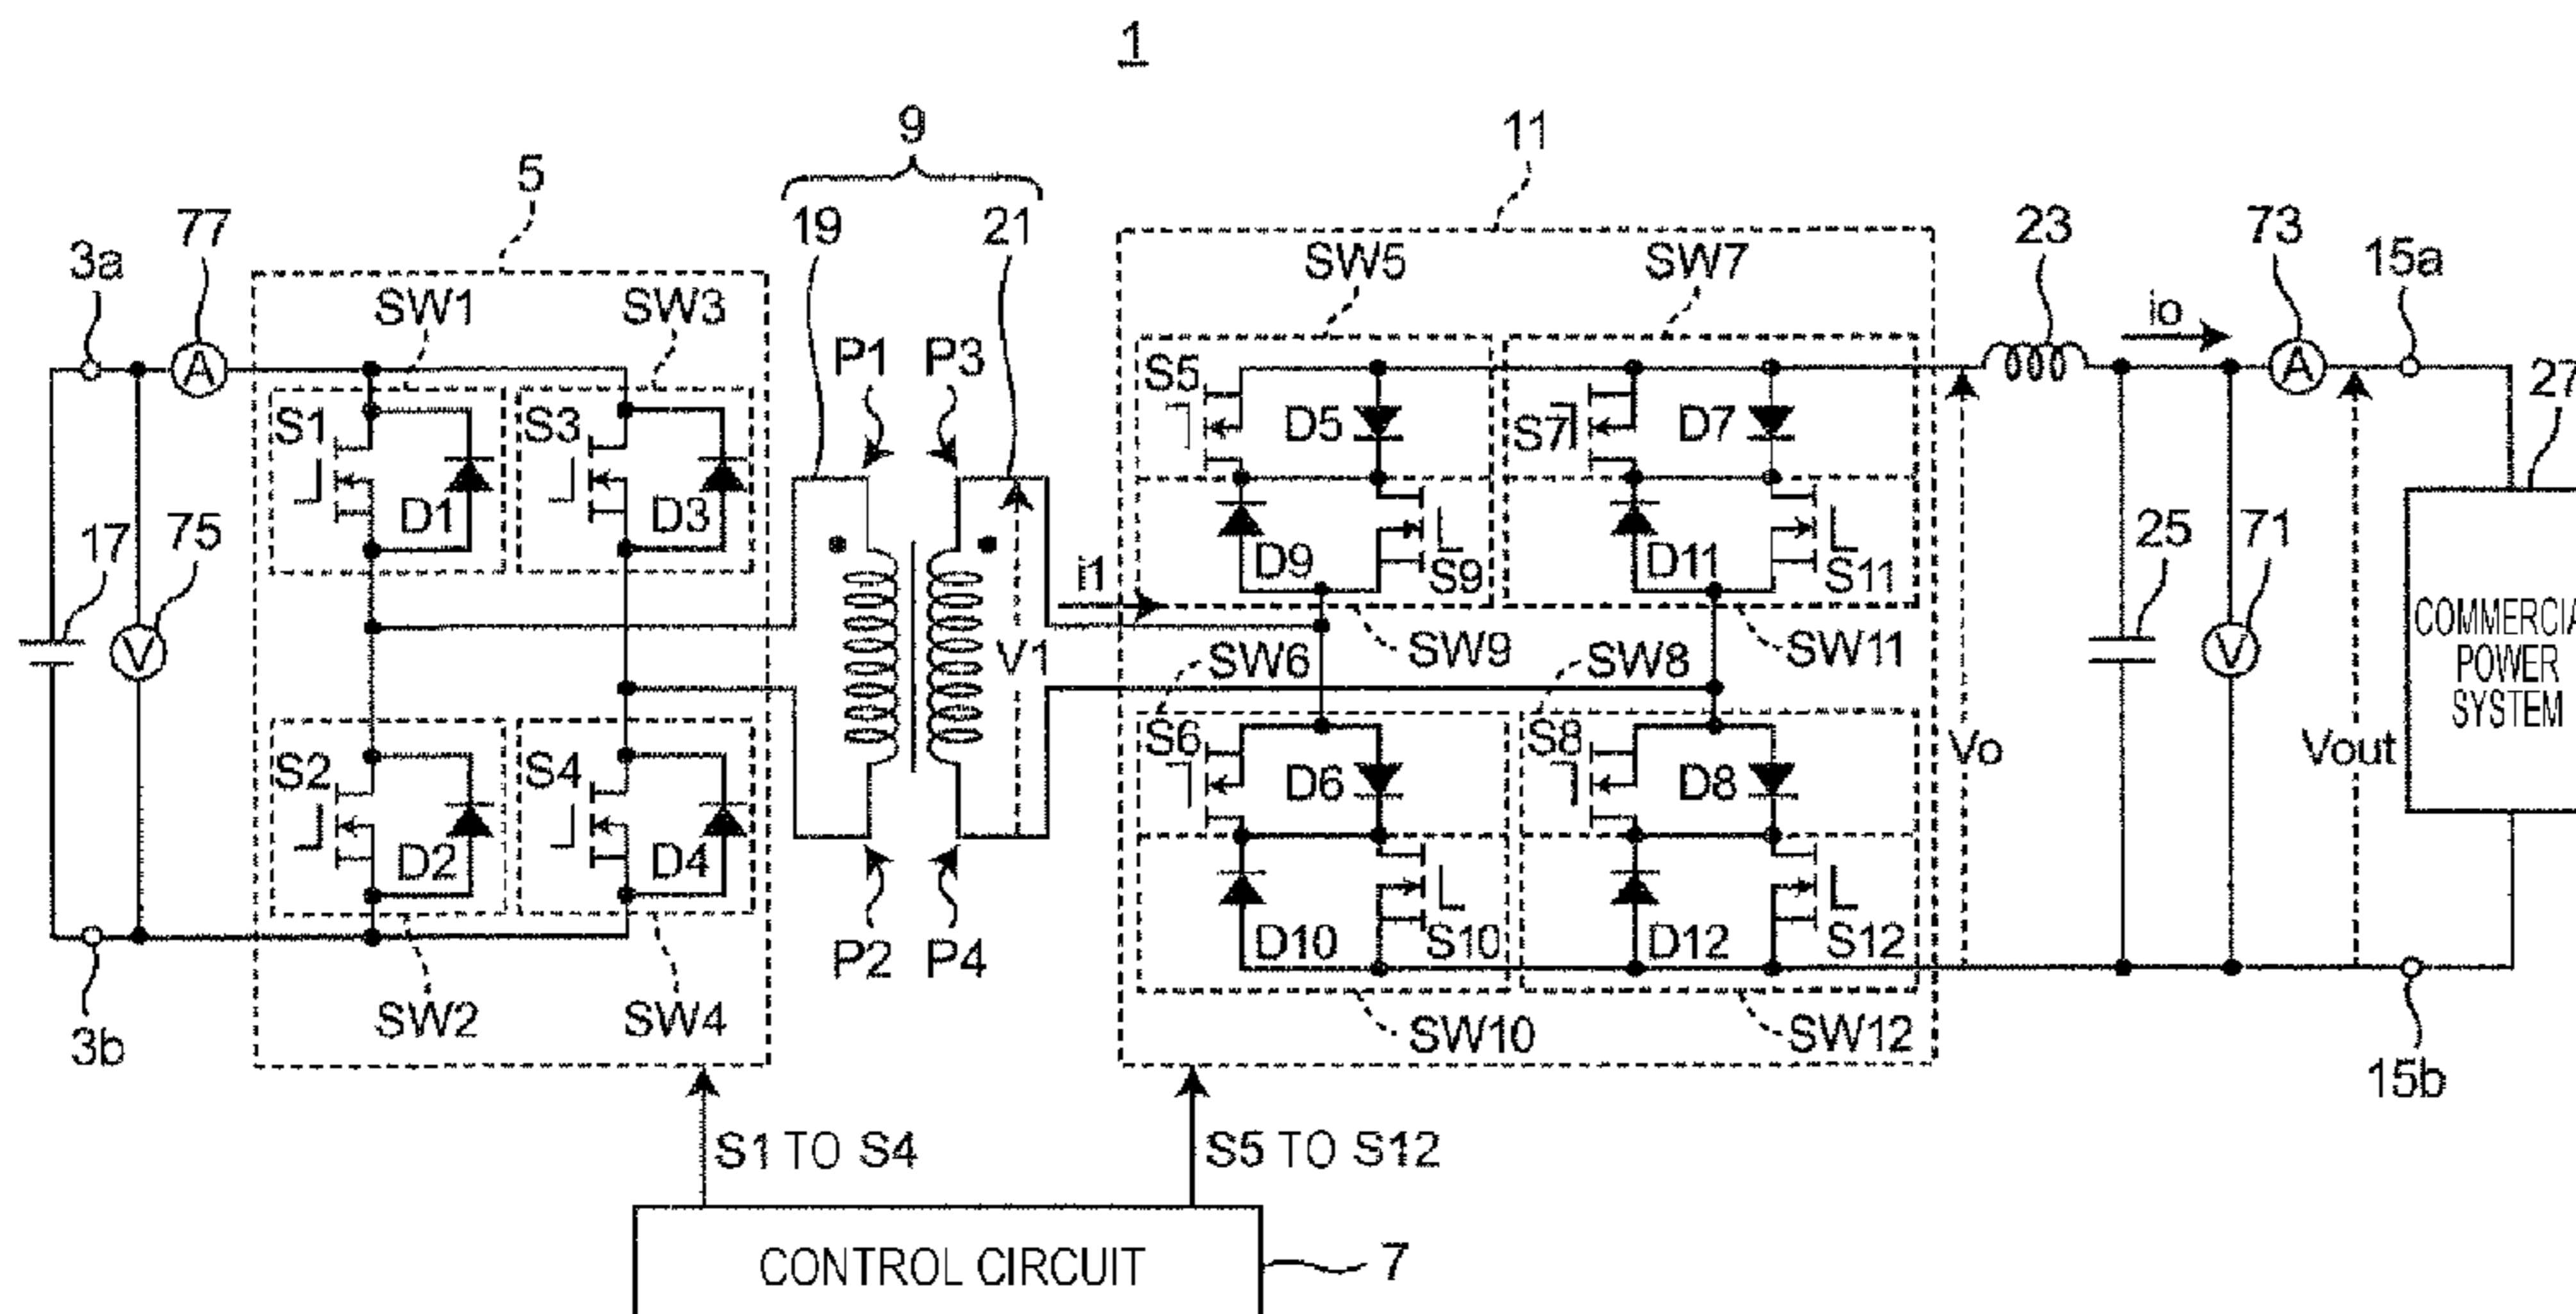 1
9
11
5
77
19
21
23
73
15a
3a
SW5
SW7
io
27
SW1
SW3
P1
P3
S5
D5
S7
D7
A
A
S1
S3
D1
D3
17
75
i1
D9
S9
D11
S11
25
71
V
V1
SW6
SW9
SW8
SW11
V
COMMERCIA
POWER
SYSTEM
S2
S4
D2
D4
S6
D6
S8
D8
Vo
Vout
P2
P4
D10
S10
D12
S12
SW2
SW4
SW10
SW12
3b
15b
S1 TO S4
S5 TO S12
CONTROL CIRCUIT
7